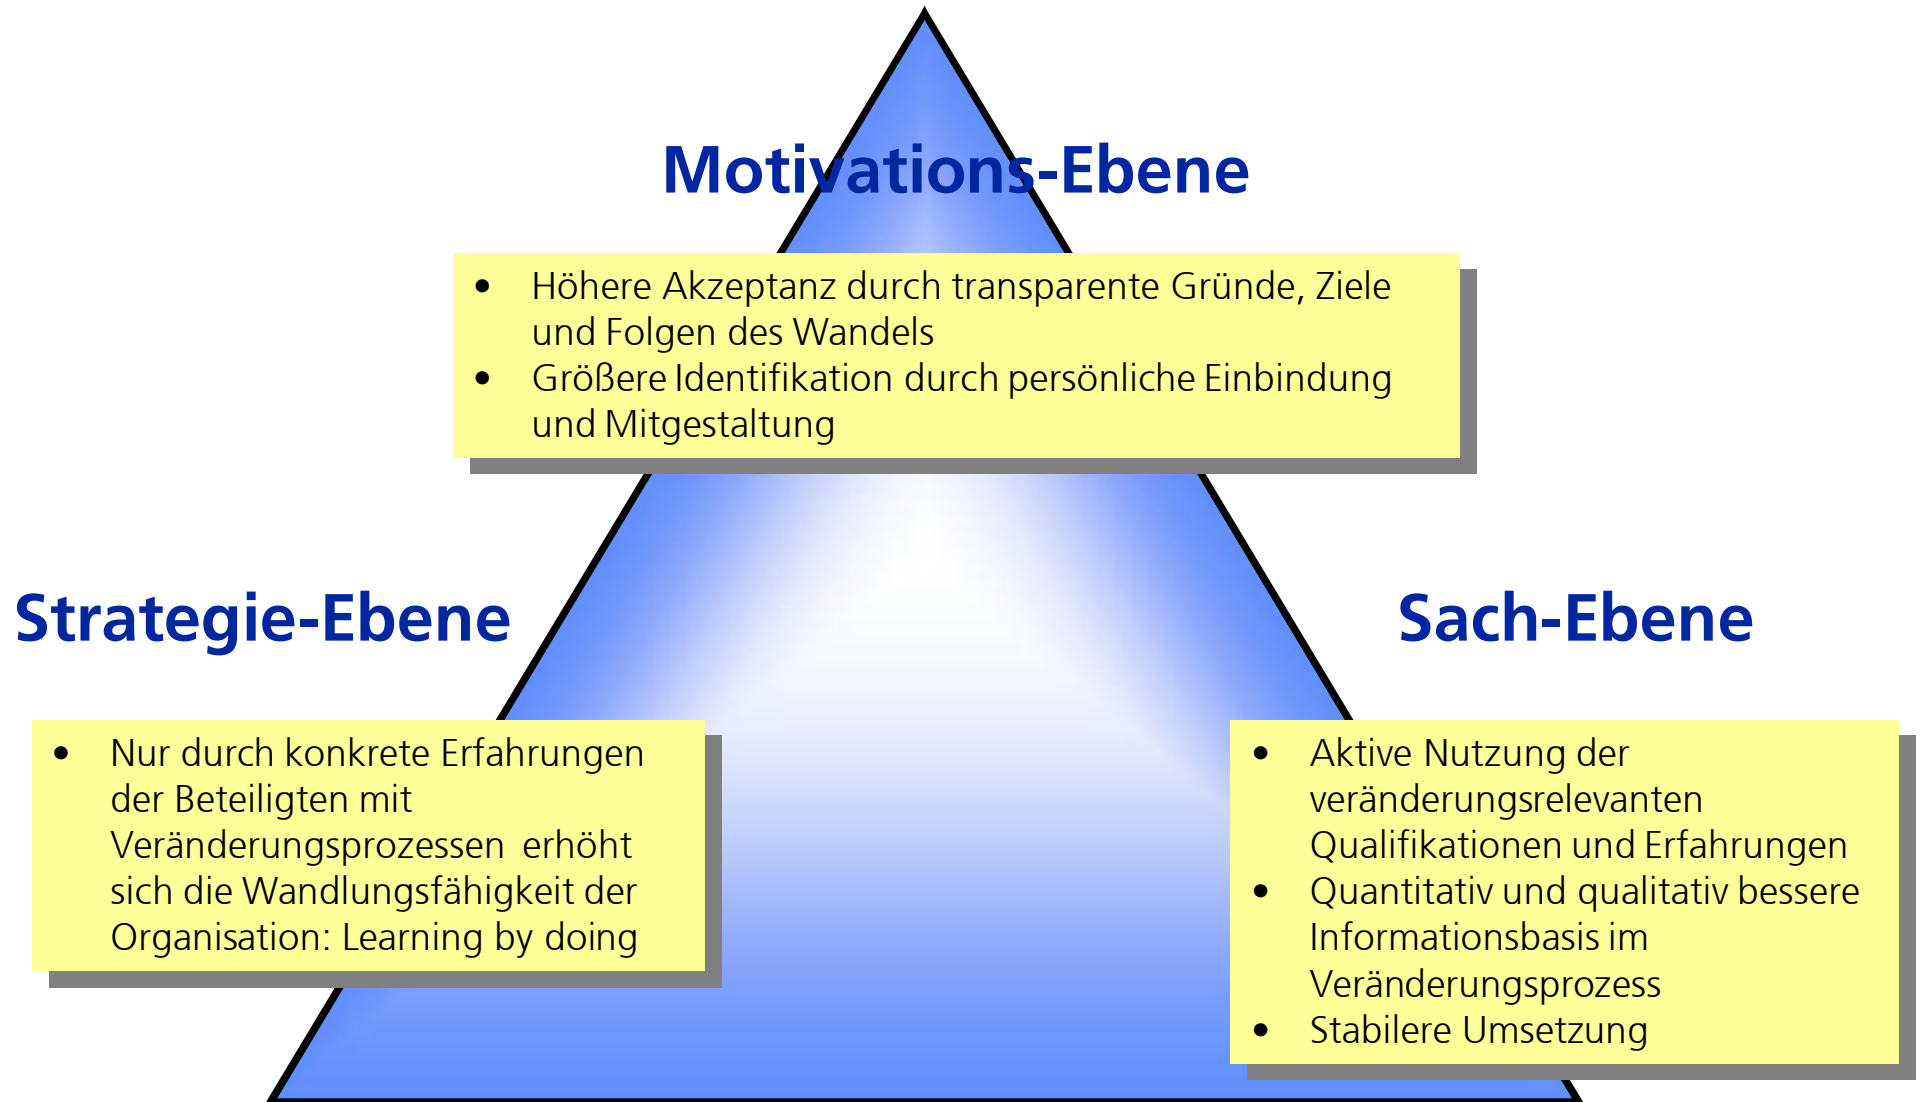 Motivations-Ebene
• Höhere Akzeptanz durch transparente Gründe, Ziele
und Folgen des Wandels
• Größere Identifikation durch persönliche Einbindung
und Mitgestaltung
Strategie-Ebene
• Nur durch konkrete Erfahrungen
der Beteiligten mit
Veränderungsprozessen erhöht
sich die Wandlungsfähigkeit der
Organisation: Learning by doing
Sach-Ebene
• Aktive Nutzung der
veränderungsrelevanten
Qualifikationen und Erfahrungen
• Quantitativ und qualitativ bessere
Informationsbasis im
Veränderungsprozess
• Stabilere Umsetzung